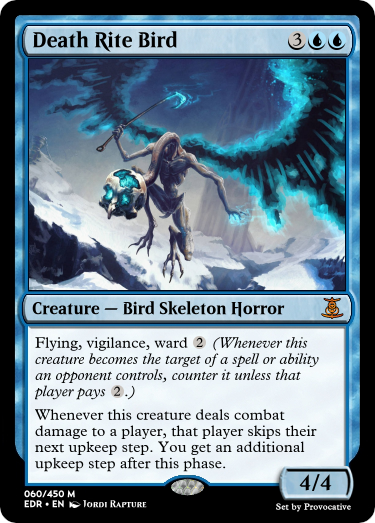 Death Rite Bird 3
Creature — Bird Skeleton Horror
Flying, vigilance, ward 2 (Whenever this
creature becomes the target of a spell or ability
an opponent controls, counter it unless that
player pays 2.)
Whenever this creature deals combat
damage to a player, that player skips their
next upkeep step. You get an additional
upkeep step after this phase.
4/4
060/450 M
EDR • EN Jordi Rapture
Set by Provocative